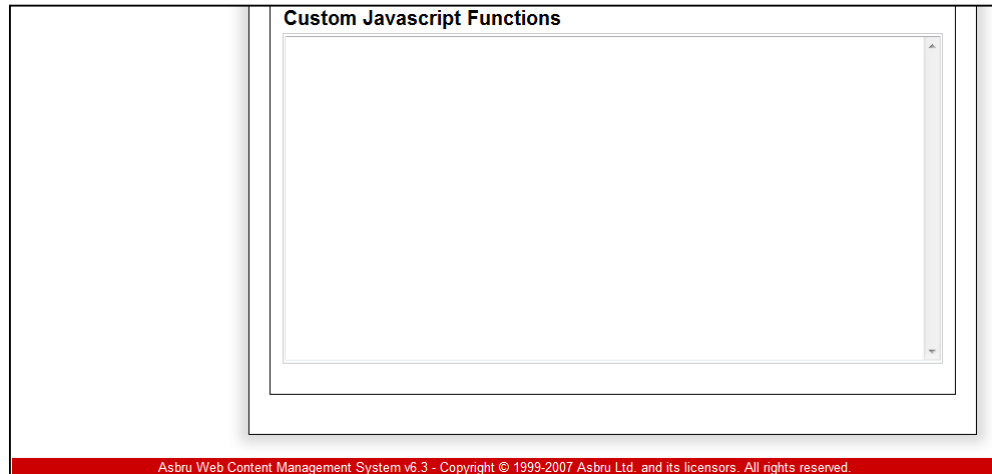 Custom Javascript Functions
Asbru Web Content Management System v6.3 - Copyright © 1999-2007 Asbru Ltd. and its licensors. All rights reserved.